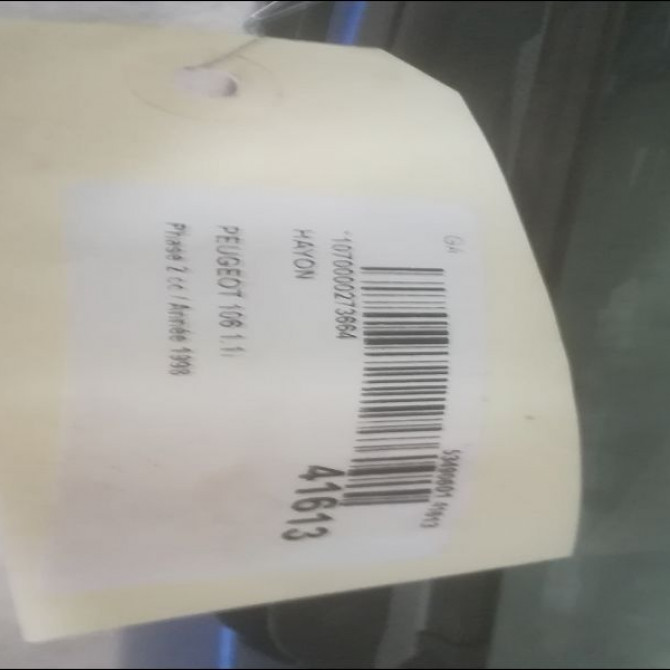 GA
*1070000273664
41613
HAYON
PEUGEOT 106 1.1i
Phase 2 cc / Année 1998